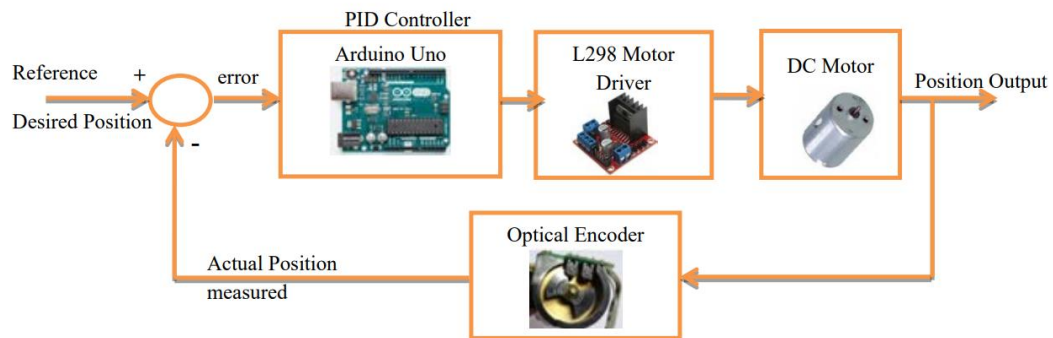 PID Controller
Arduino Uno
L298 Motor
Driver
DC Motor
Reference
+
error
Position Output
Desired Position
-
Optical Encoder
Actual Position
measured